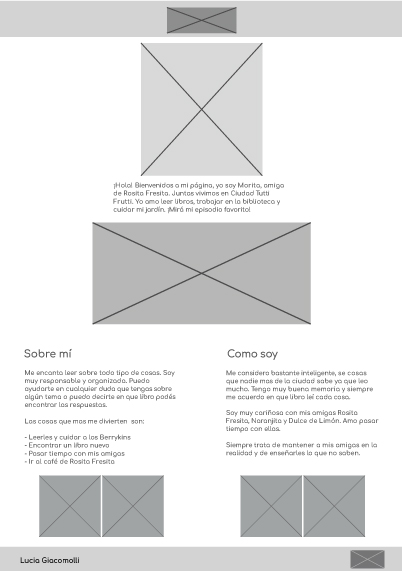 ¡Hola! Bienvenidos a mi página, yo soy Morita, amiga
de Rosita Fresita. Juntas vivimos en Ciudad Tutti
Frutti. Yo amo leer libros, trabajar en la biblioteca y
cuidar mi jardín. ¡Mirá mi episodio favorito!
Sobre mí
Me encanta leer sobre todo tipo de cosas. Soy
muy responsable y organizada. Puedo
ayudarte en cualquier duda que tengas sobre
algún tema o puedo decirte en que libro podés
encontrar las respuestas.
Las cosas que mas me divierten son:
- Leerles y cuidar a los Berrykins
- Encontrar un libro nuevo
- Pasar tiempo con mis amigas
- Ir al café de Rosita Fresita
Como soy
Me considero bastante inteligente, se cosas
que nadie mas de la ciudad sabe ya que leo
mucho. Tengo muy buena memoria y siempre
me acuerdo en que libro leí cada cosa.
Soy muy cariñosa con mis amigas Rosita
Fresita, Naranjita y Dulce de Limón. Amo pasar
tiempo con ellas.
Siempre trato de mantener a mis amigas en la
realidad y de enseñarles lo que no saben.
Lucia Giacomolli